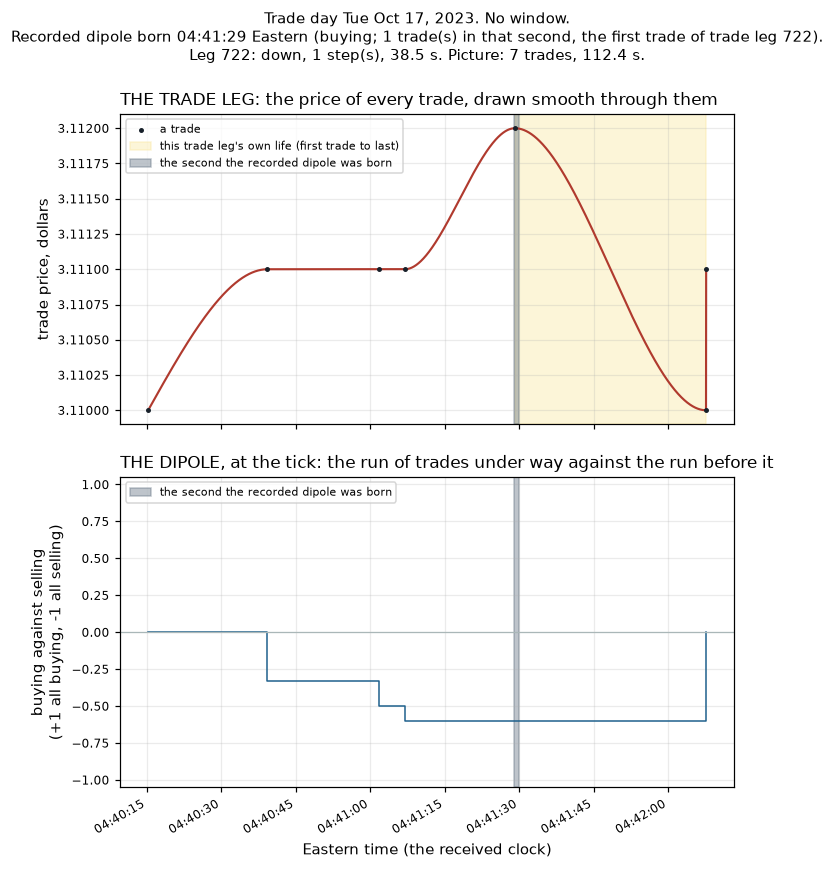 Trade day Tue Oct 17, 2023. No window.
Recorded dipole born 04:41:29 Eastern (buying; 1 trade(s) in that second, the first trade of trade leg 722).
Leg 722: down, 1 step(s), 38.5 s. Picture: 7 trades, 112.4 s.
THE TRADE LEG: the price of every trade, drawn smooth through them
a trade
this trade leg's own life (first trade to last)
the second the recorded dipole was born
trade price, dollars
3.11200
3.11175
3.11150
3.11125
3.11100
3.11075
3.11050
3.11025
3.11000
THE DIPOLE, at the tick: the run of trades under way against the run before it
the second the recorded dipole was born
buying against selling
(+1 all buying, -1 all selling)
1.00
0.75
0.50
0.25
0.00
−0.25
−0.50
−0.75
−1.00
04:40:15
04:40:30
04:40:45
04:41:00
04:41:15
04:41:30
04:41:45
04:42:00
Eastern time (the received clock)